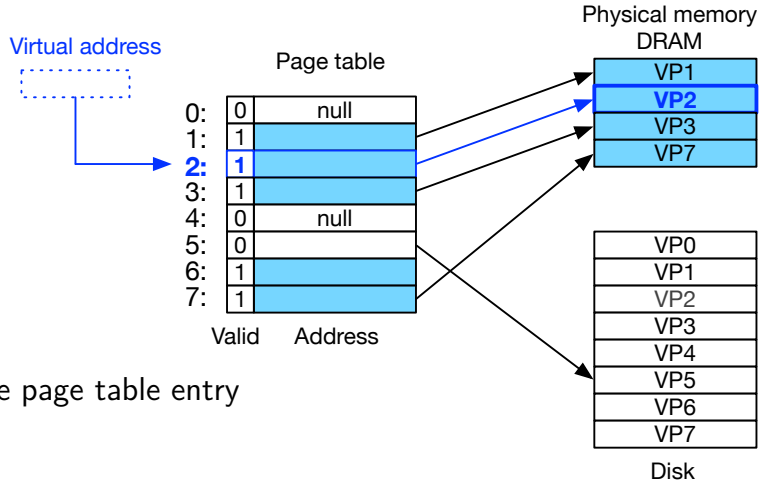 Virtual address
Page table
0: 0 null
1: 1
2: 1
3: 1
4: 0 null
5: 0
6: 1
7: 1
Valid Address
e page table entry
Physical memory
DRAM
VP1
VP2
VP3
VP7
VP0
VP1
VP2
VP3
VP4
VP5
VP6
VP7
Disk